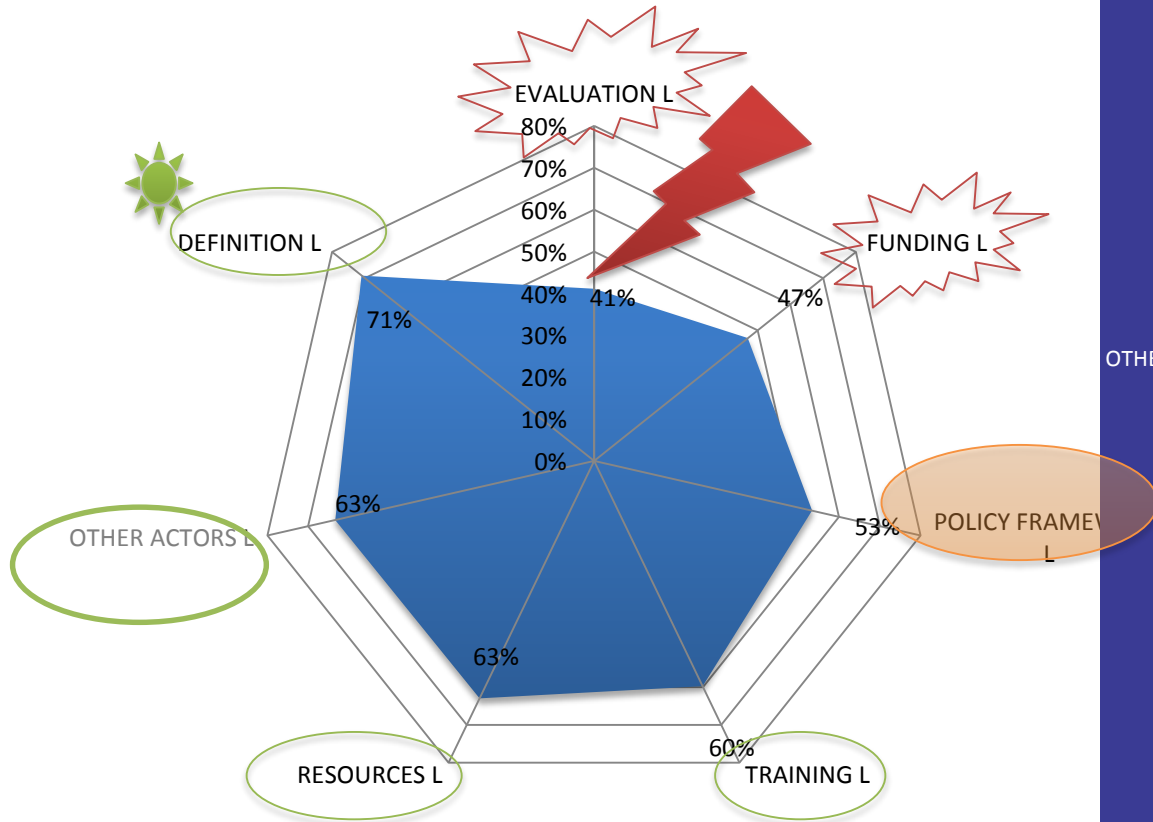 EVALUATION L
80%
70%
60%
50%
40%
30%
20%
10%
0%
41%
FUNDING L
47%
DEFINITION L
71%
OTHE
OTHER ACTORS L
63%
53%
POLICY FRAMEV
L
63%
60%
RESOURCES L
TRAINING L